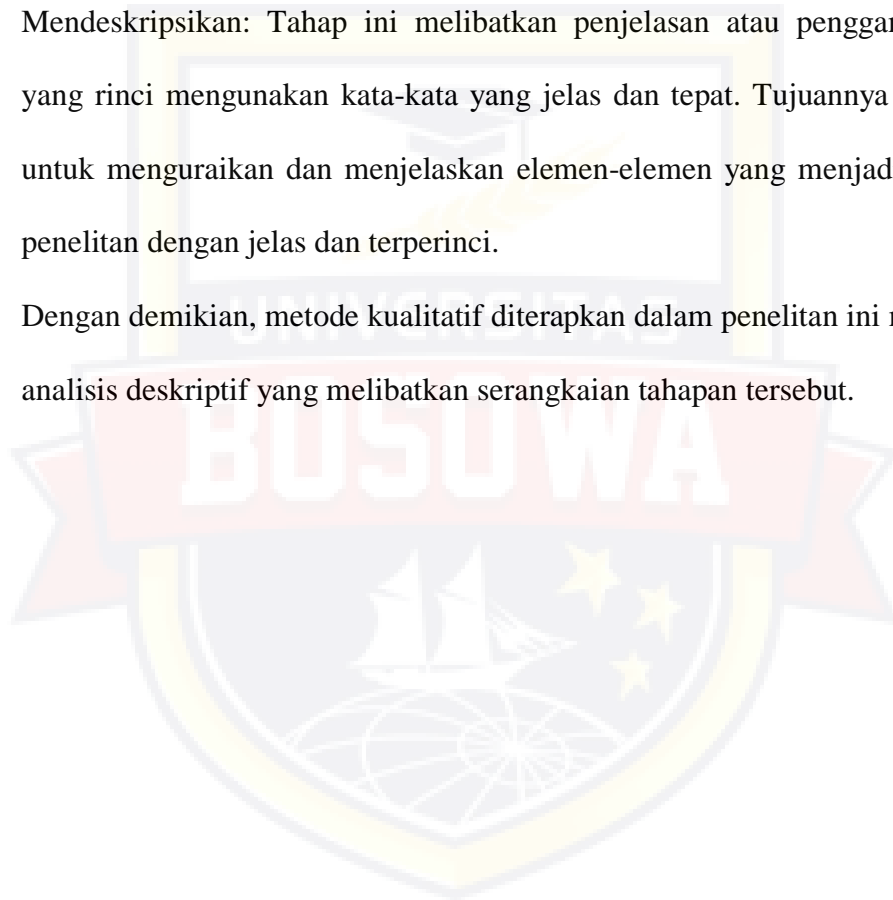 Mendeskripsikan: Tahap ini melibatkan penjelasan atau
yang rinci mengunakan kata-kata yang jelas dan tepat. Tujuannya
untuk menguraikan dan menjelaskan elemen-elemen yang
penelitan dengan jelas dan terperinci.
Dengan demikian, metode kualitatif diterapkan dalam penelitan ini
analisis deskriptif yang melibatkan serangkaian tahapan tersebut.
UNIVERSITAS
BOSOWA